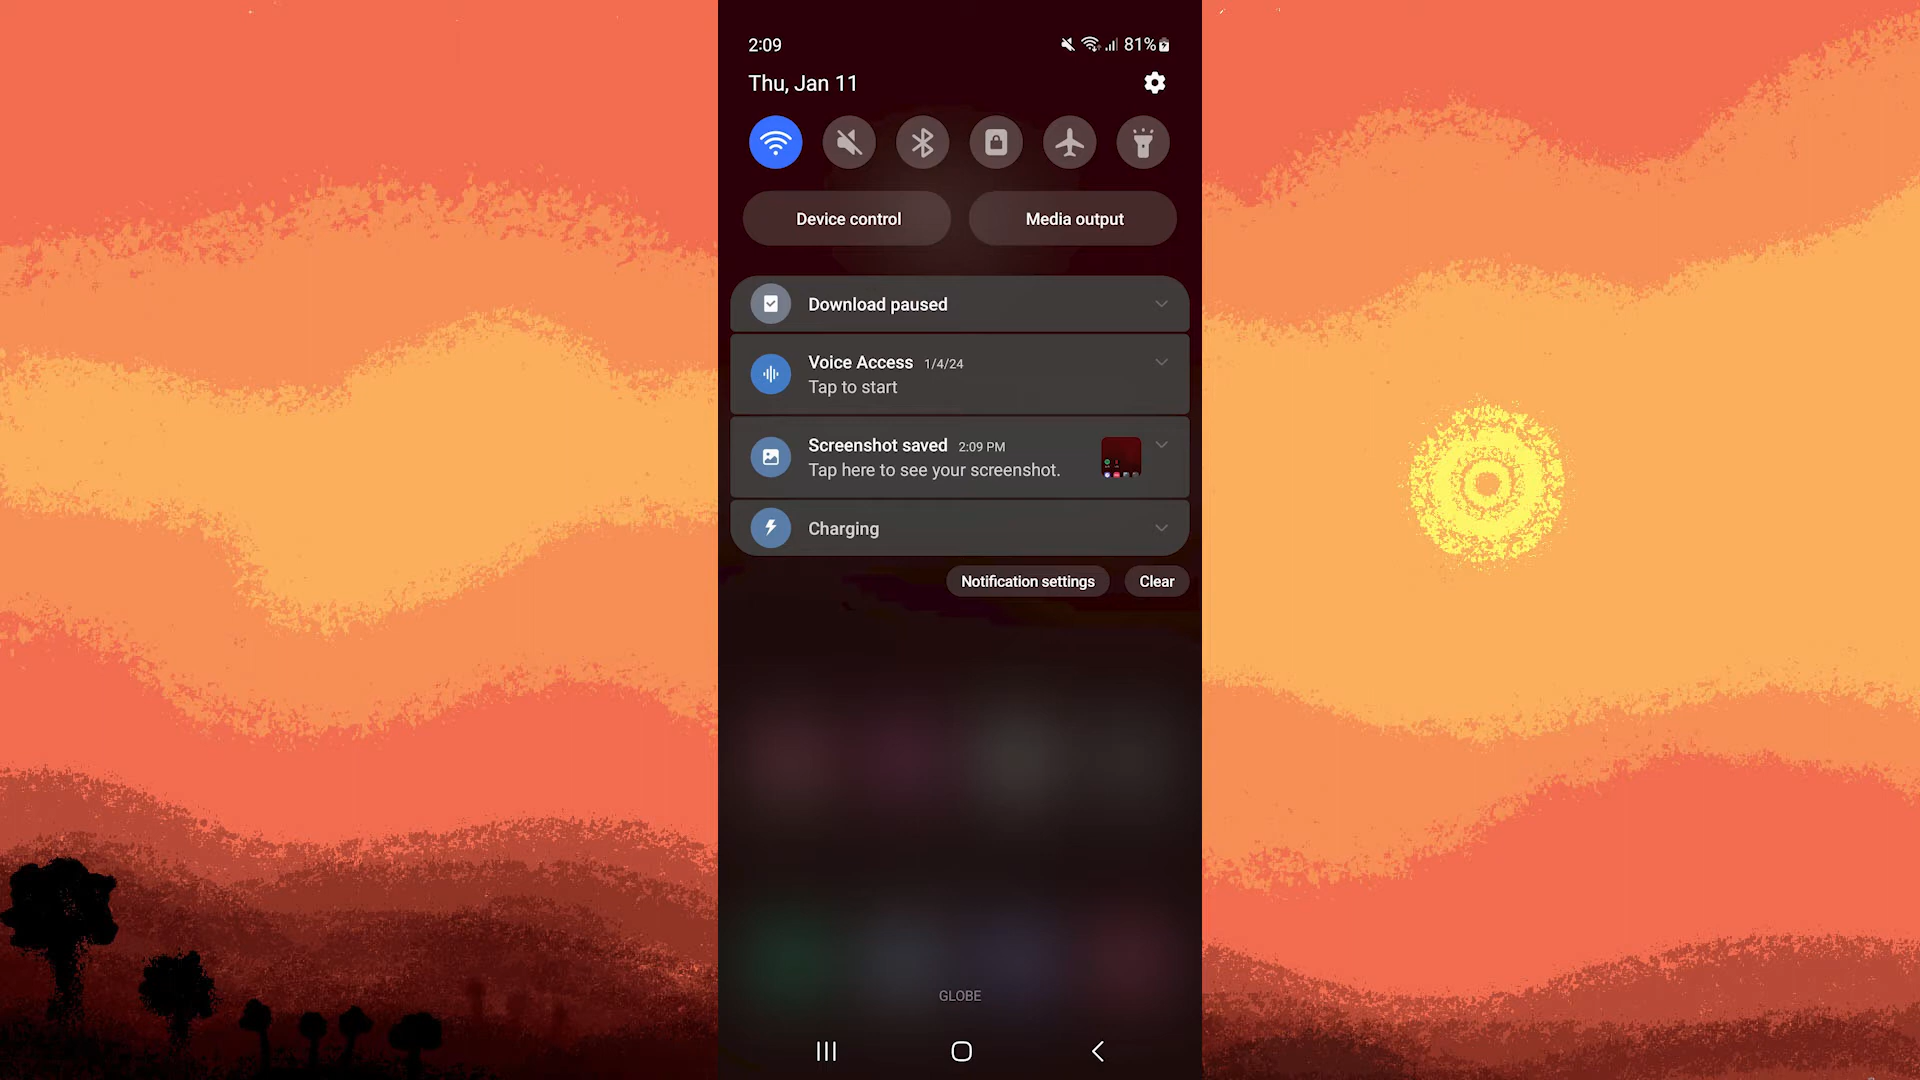 2:09
81%
Thu, Jan 11
Device control
Media output
Download paused
Voice Access 1/4/24
Tap to start
Screenshot saved 2:09 PM
Tap here to see your screenshot.
Charging
Notification settings
Clear
GLOBE